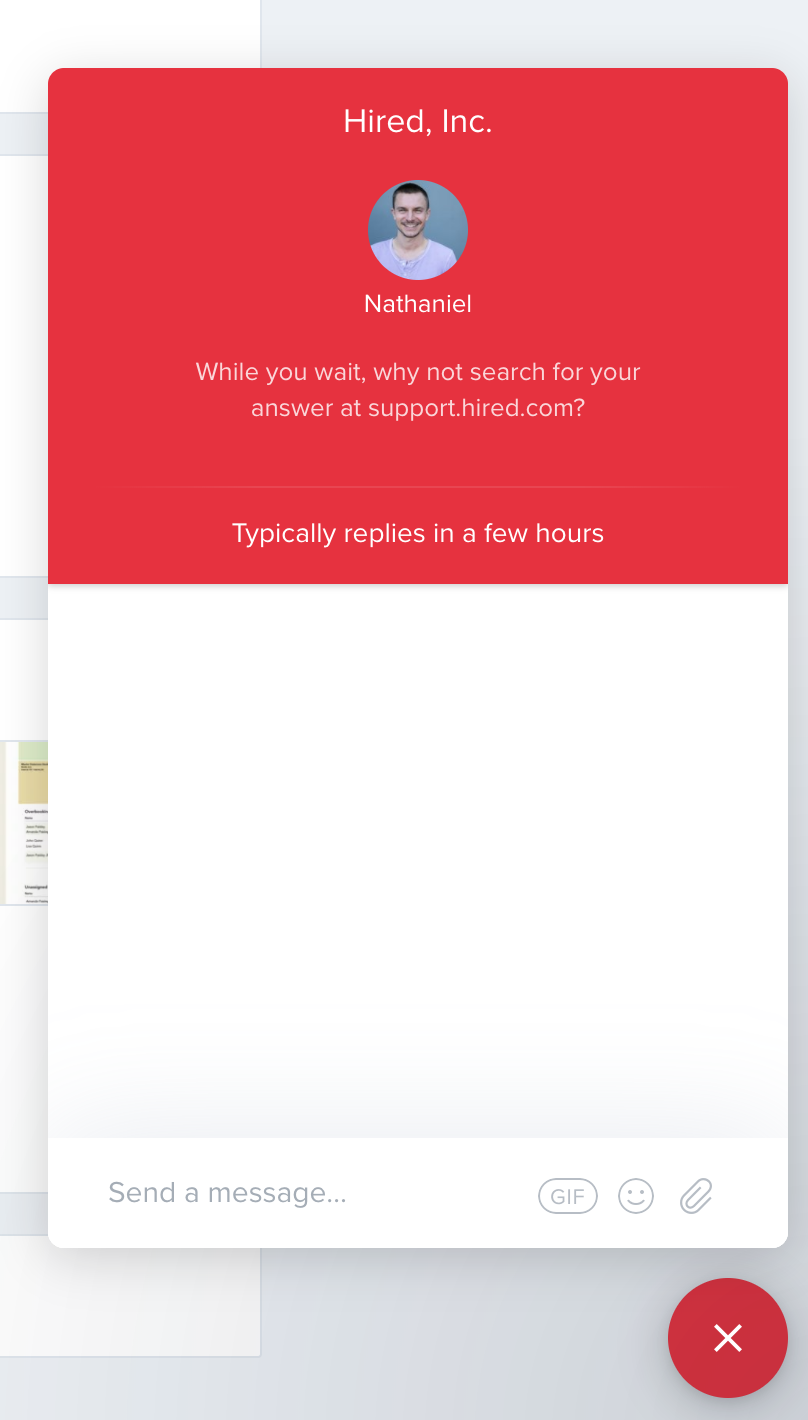 Hired, Inc.
Nathaniel
While you wait, why not search for your
answer at support.hired.com?
Typically replies in a few hours
Send a message...
GIF